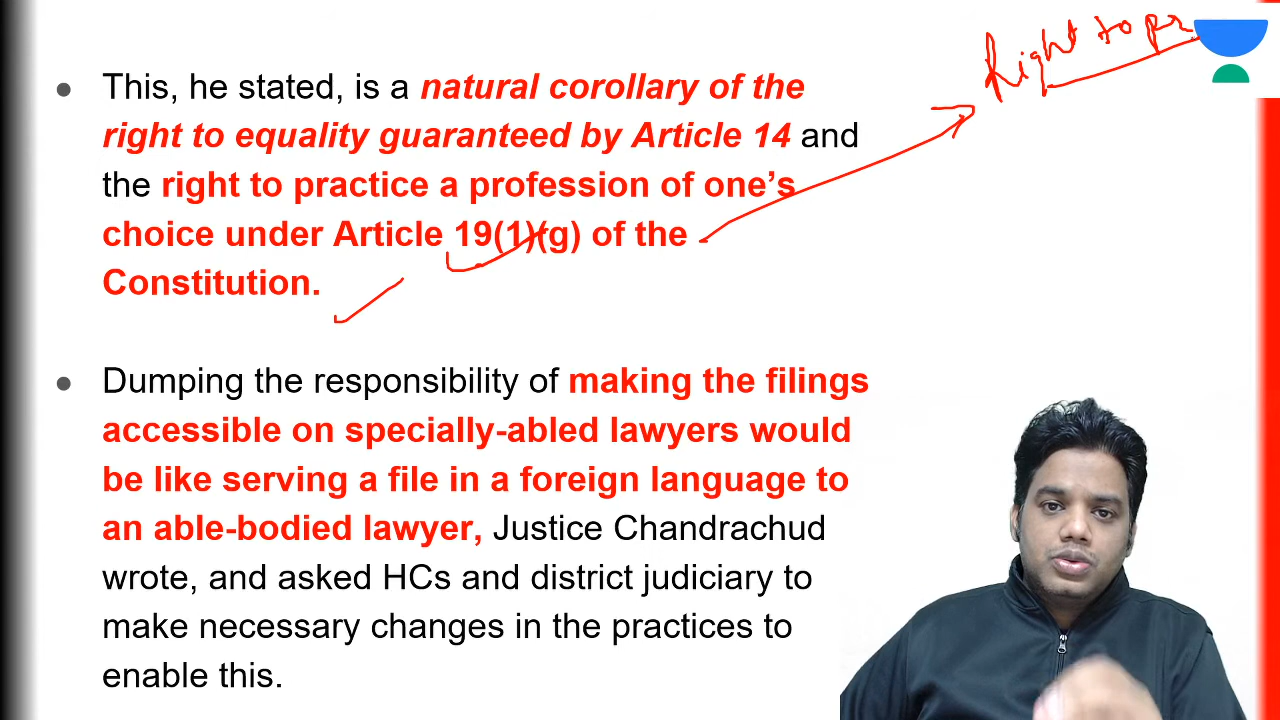 Right to pr
● This, he stated, is a natural corollary of the
right to equality guaranteed by Article 14 and
the right to practice a profession of one’s
choice under Article 19(1)(g) of the
Constitution.
● Dumping the responsibility of making the filings
accessible on specially-abled lawyers would
be like serving a file in a foreign language to
an able-bodied lawyer, Justice Chandrachud
wrote, and asked HCs and district judiciary to
make necessary changes in the practices to
enable this.